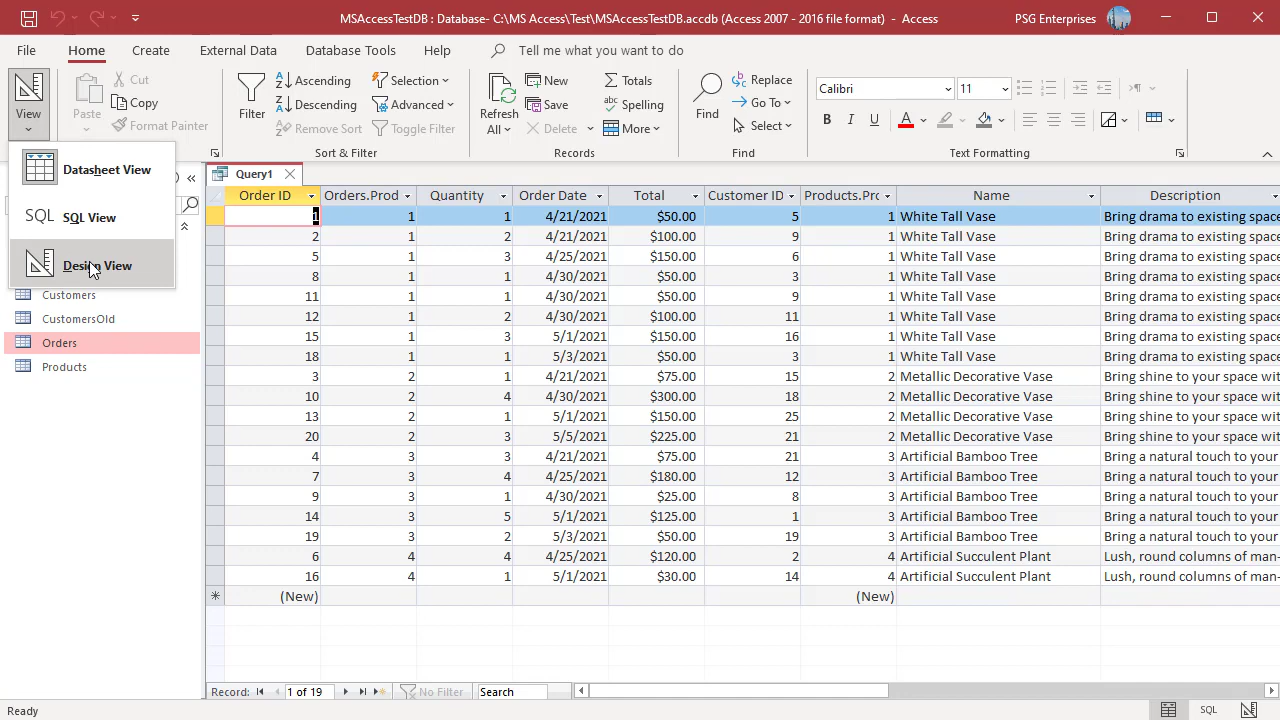 MSAccessTestDB : Database- C:\MS Access\Test\MSAccessTestDB.accdb (Access 2007 - 2016 file format) - Access
PSG Enterprises
File Home Create External Data Database Tools Help Tell me what you want to do
View
Paste
Cut
Copy
Format Painter
Filter
Ascending
Descending
Remove Sort
Selection
Advanced
Toggle Filter
Sort & Filter
Refresh
All
New
Save
Delete
Totals
Spelling
More
Records
Find
Replace
Go To
Select
Find
Calibri 11
B I U A
Text Formatting
Datasheet View
SQL SQL View
Design View
Customers
CustomersOld
Orders
Products
Query1
Order ID Orders.Prod Quantity Order Date Total Customer ID Products.Pro Name Description
1 1 1 4/21/2021 $50.00 5 1 White Tall Vase Bring drama to existing space
2 1 2 4/21/2021 $100.00 9 1 White Tall Vase Bring drama to existing space
5 1 3 4/25/2021 $150.00 6 1 White Tall Vase Bring drama to existing space
8 1 1 4/30/2021 $50.00 3 1 White Tall Vase Bring drama to existing space
11 1 1 4/30/2021 $50.00 9 1 White Tall Vase Bring drama to existing space
12 1 2 4/30/2021 $100.00 11 1 White Tall Vase Bring drama to existing space
15 1 3 5/1/2021 $150.00 16 1 White Tall Vase Bring drama to existing space
18 1 1 5/3/2021 $50.00 3 1 White Tall Vase Bring drama to existing space
3 2 1 4/21/2021 $75.00 15 2 Metallic Decorative Vase Bring shine to your space wit
10 2 4 4/30/2021 $300.00 18 2 Metallic Decorative Vase Bring shine to your space wit
13 2 1 5/1/2021 $150.00 25 2 Metallic Decorative Vase Bring shine to your space wit
20 2 3 5/5/2021 $225.00 21 2 Metallic Decorative Vase Bring shine to your space wit
4 3 3 4/21/2021 $75.00 21 3 Artificial Bamboo Tree Bring a natural touch to your
7 3 4 4/25/2021 $180.00 12 3 Artificial Bamboo Tree Bring a natural touch to your
9 3 1 4/30/2021 $25.00 8 3 Artificial Bamboo Tree Bring a natural touch to your
14 3 5 5/1/2021 $125.00 1 3 Artificial Bamboo Tree Bring a natural touch to your
19 3 2 5/3/2021 $50.00 19 3 Artificial Bamboo Tree Bring a natural touch to your
6 4 4 4/25/2021 $120.00 2 4 Artificial Succulent Plant Lush, round columns of man-
16 4 1 5/1/2021 $30.00 14 4 Artificial Succulent Plant Lush, round columns of man-
(New) (New)
Record: 1 of 19 No Filter Search
Ready SQL